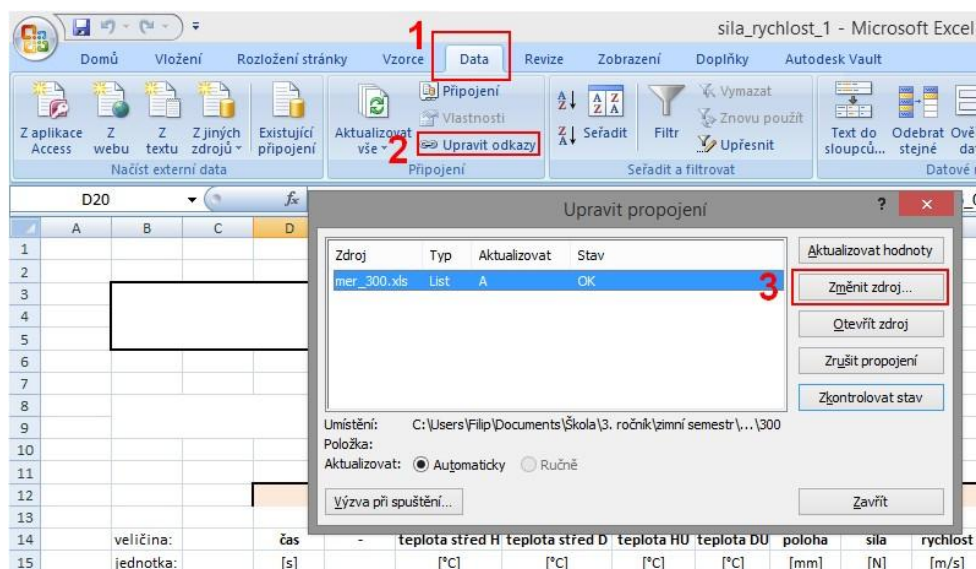 sila_rychlost_1 - Microsoft Excel
1
Domů Vložení Rozložení stránky Vzorce Data Revize Zobrazení Doplňky Autodesk Vault
Z aplikace Access
Z webu
Z textu
Z jiných zdrojů
Existující připojení
Načíst externí data
Aktualizovat vše
Připojení
Vlastnosti
2 Upravit odkazy
Připojení
Seřadit
Filtr
Vymazat
Znovu použít
Upřesnit
Seřadit a filtrovat
Text do sloupců...
Odebrat stejné
Datové
D20 fx
A B C D
1
2
3
4
5
6
7
8
9
10
11
12
13
14 veličina: čas - teplota střed H teplota střed D teplota HU teplota DU poloha síla rychlost
15 jednotka: [s] [°C] [°C] [°C] [°C] [mm] [N] [m/s]
Upravit propojení ?
Zdroj Typ Aktualizovat Stav
mer_300.xls List A OK
Aktualizovat hodnoty
3 Změnit zdroj...
Otevřít zdroj
Zrušit propojení
Zkontrolovat stav
Umístění: C:\Users\Filip\Documents\Škola\3. ročník\zimní semestr\...\300
Položka:
Aktualizovat: Automaticky Ručně
Výzva při spuštění... Zavřít